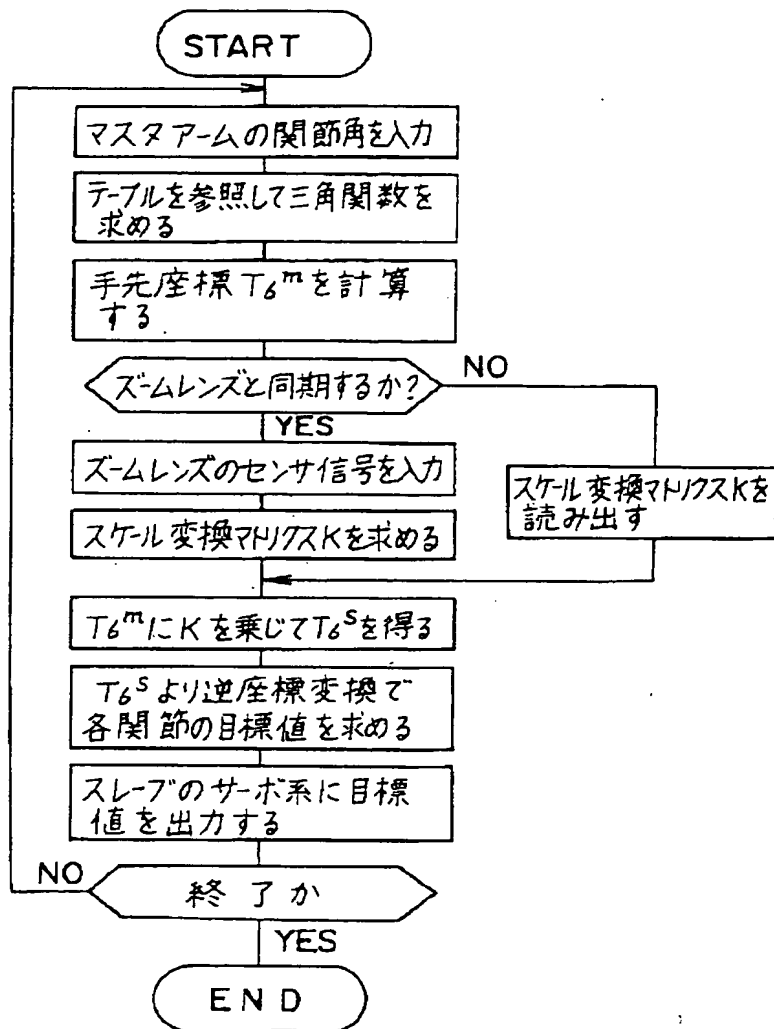 START
マスタアームの関節角を入力
テーブルを参照して三角関数を
求める
手先座標T6ᵐを計算
する
ズームレンズと同期するか?
NO
YES
ズームレンズのセンサ信号を入力
スケール変換マトリクスKを求める
スケール変換マトリクスKを
読み出す
T6ᵐにKを乗じてT6ˢを得る
T6ˢより逆座標変換で
各関節の目標値を求める
スレーブのサーボ系に目標
値を出力する
NO
終了か
YES
END